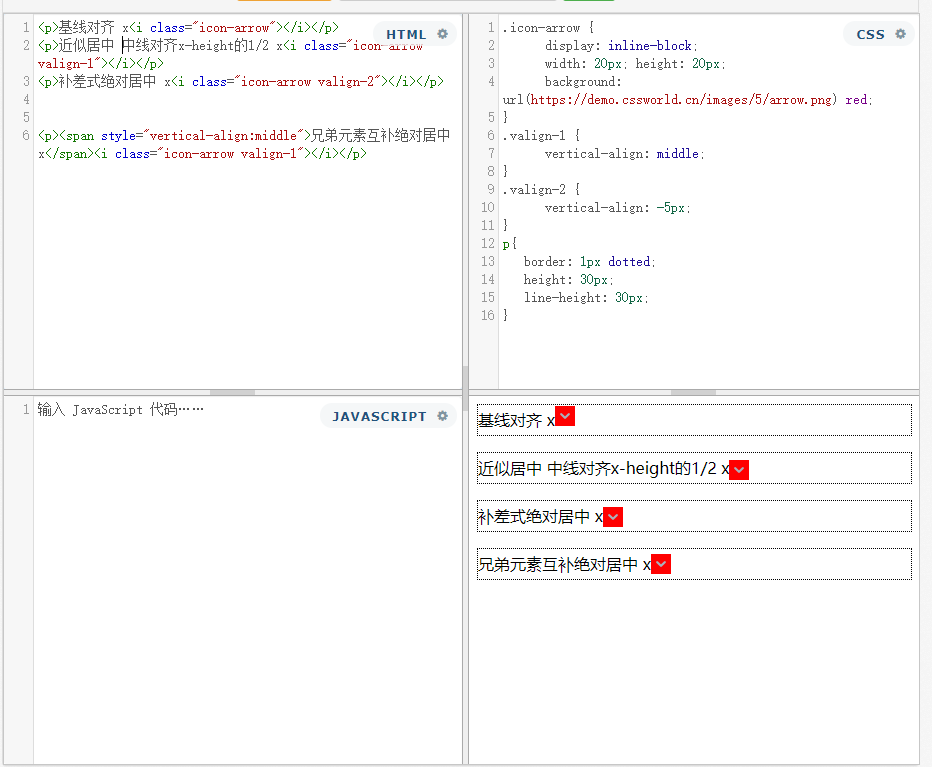 1 <p>基线对齐 x<i class="icon-arrow"></i></p>
2 <p>近似居中 中线对齐x-height的1/2 x<i class="icon-arrow
valign-1"></i></p>
3 <p>补差式绝对居中 x<i class="icon-arrow valign-2"></i></p>
4
5
6 <p><span style="vertical-align:middle">兄弟元素互补绝对居中
x</span><i class="icon-arrow valign-1"></i></p>
HTML
1 .icon-arrow {
2 display: inline-block;
3 width: 20px; height: 20px;
4 background:
url(https://demo.cssworld.cn/images/5/arrow.png) red;
5 }
6 .valign-1 {
7 vertical-align: middle;
8 }
9 .valign-2 {
10 vertical-align: -5px;
11 }
12 p{
13 border: 1px dotted;
14 height: 30px;
15 line-height: 30px;
16 }
CSS
1 输入 JavaScript 代码……
JAVASCRIPT
基线对齐 x
近似居中 中线对齐x-height的1/2 x
补差式绝对居中 x
兄弟元素互补绝对居中 x